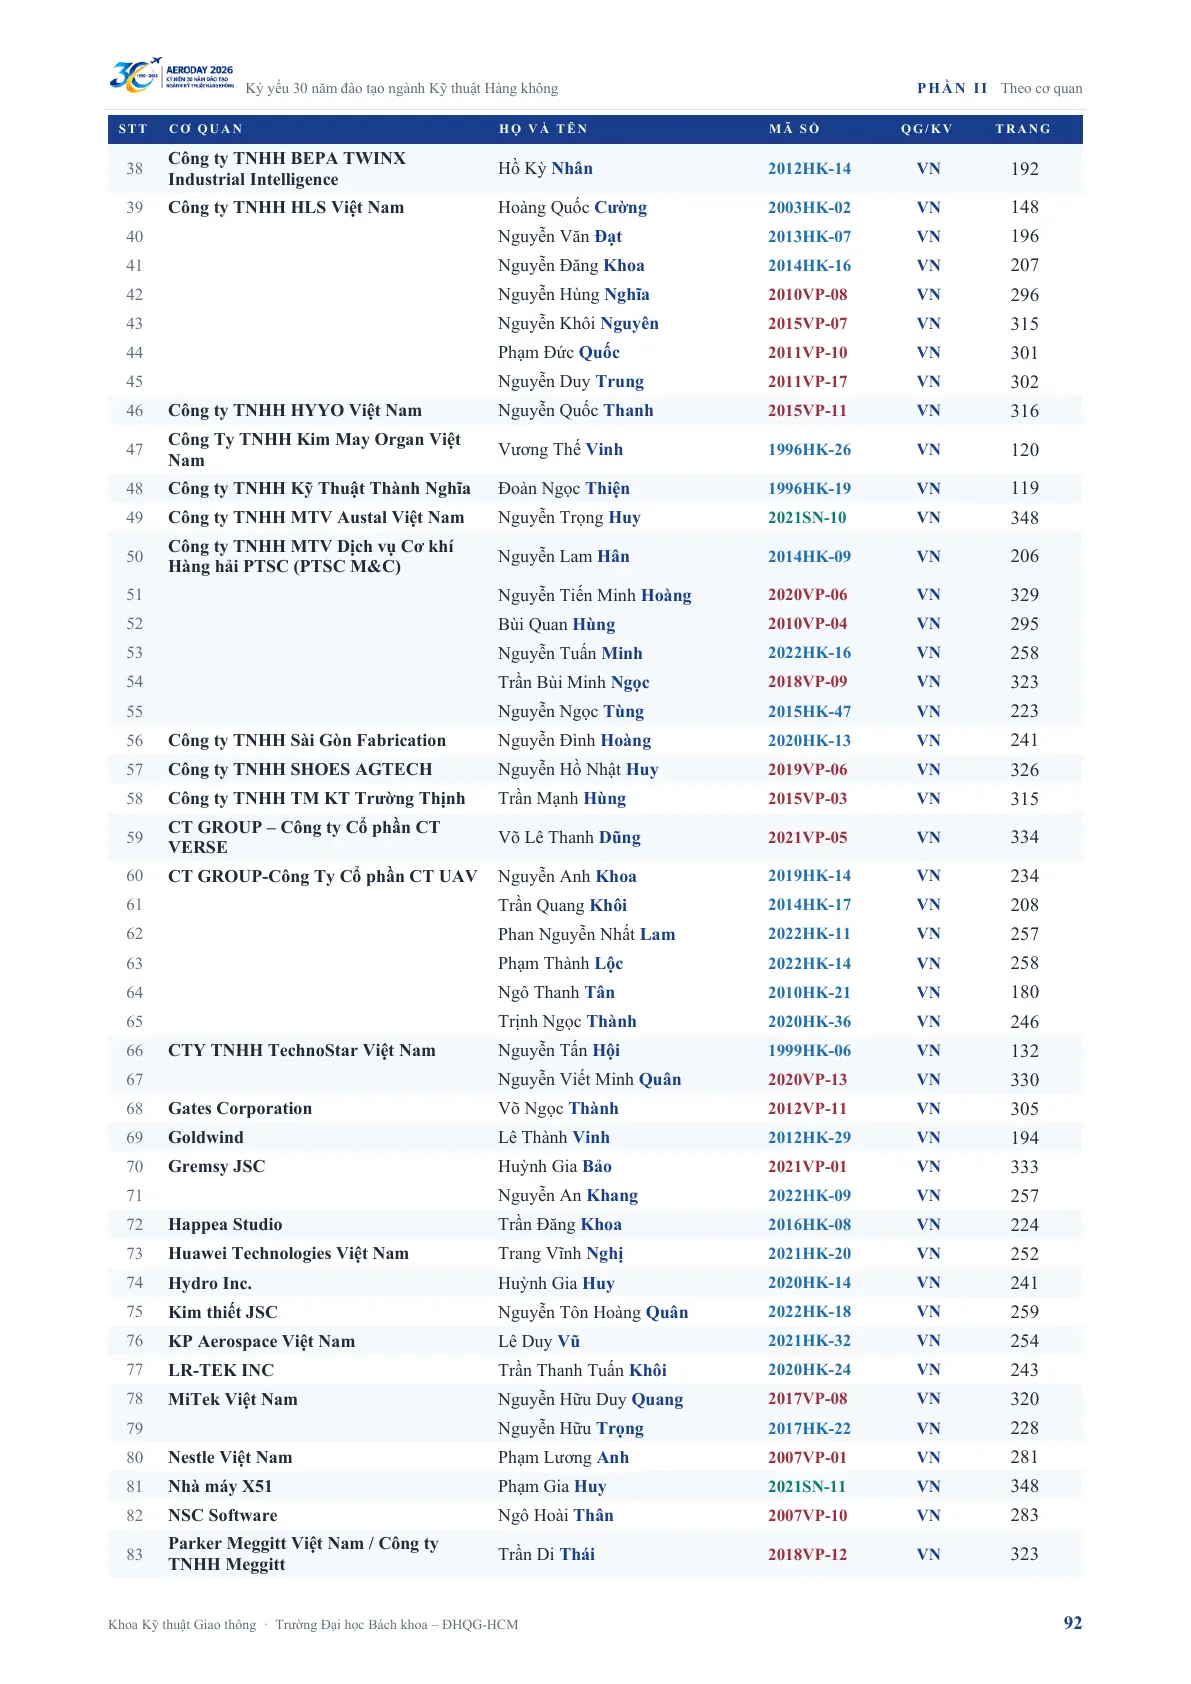 30
1996 - 2026
AERODAY 2026
KỶ NIỆM 30 NĂM ĐÀO TẠO
NGÀNH KỸ THUẬT HÀNG KHÔNG
Kỷ yếu 30 năm đào tạo ngành Kỹ thuật Hàng không
PHẦN II Theo cơ quan
STT CƠ QUAN HỌ VÀ TÊN MÃ SỐ QG/KV TRANG
38 Công ty TNHH BEPA TWINX Industrial Intelligence Hồ Kỳ Nhân 2012HK-14 VN 192
39 Công ty TNHH HLS Việt Nam Hoàng Quốc Cường 2003HK-02 VN 148
40 Nguyễn Văn Đạt 2013HK-07 VN 196
41 Nguyễn Đăng Khoa 2014HK-16 VN 207
42 Nguyễn Hùng Nghĩa 2010VP-08 VN 296
43 Nguyễn Khôi Nguyên 2015VP-07 VN 315
44 Phạm Đức Quốc 2011VP-10 VN 301
45 Nguyễn Duy Trung 2011VP-17 VN 302
46 Công ty TNHH HYYO Việt Nam Nguyễn Quốc Thanh 2015VP-11 VN 316
47 Công Ty TNHH Kim May Organ Việt Nam Vương Thế Vinh 1996HK-26 VN 120
48 Công ty TNHH Kỹ Thuật Thành Nghĩa Đoàn Ngọc Thiện 1996HK-19 VN 119
49 Công ty TNHH MTV Austal Việt Nam Nguyễn Trọng Huy 2021SN-10 VN 348
50 Công ty TNHH MTV Dịch vụ Cơ khí Hàng hải PTSC (PTSC M&C) Nguyễn Lam Hân 2014HK-09 VN 206
51 Nguyễn Tiến Minh Hoàng 2020VP-06 VN 329
52 Bùi Quan Hùng 2010VP-04 VN 295
53 Nguyễn Tuấn Minh 2022HK-16 VN 258
54 Trần Bùi Minh Ngọc 2018VP-09 VN 323
55 Nguyễn Ngọc Tùng 2015HK-47 VN 223
56 Công ty TNHH Sài Gòn Fabrication Nguyễn Đình Hoàng 2020HK-13 VN 241
57 Công ty TNHH SHOES AGTECH Nguyễn Hồ Nhật Huy 2019VP-06 VN 326
58 Công ty TNHH TM KT Trường Thịnh Trần Mạnh Hùng 2015VP-03 VN 315
59 CT GROUP – Công ty Cổ phần CT VERSE Võ Lê Thanh Dũng 2021VP-05 VN 334
60 CT GROUP-Công Ty Cổ phần CT UAV Nguyễn Anh Khoa 2019HK-14 VN 234
61 Trần Quang Khôi 2014HK-17 VN 208
62 Phan Nguyễn Nhất Lam 2022HK-11 VN 257
63 Phạm Thành Lộc 2022HK-14 VN 258
64 Ngô Thanh Tân 2010HK-21 VN 180
65 Trịnh Ngọc Thành 2020HK-36 VN 246
66 CTY TNHH TechnoStar Việt Nam Nguyễn Tấn Hội 1999HK-06 VN 132
67 Nguyễn Viết Minh Quân 2020VP-13 VN 330
68 Gates Corporation Võ Ngọc Thành 2012VP-11 VN 305
69 Goldwind Lê Thành Vinh 2012HK-29 VN 194
70 Gremsy JSC Huỳnh Gia Bảo 2021VP-01 VN 333
71 Nguyễn An Khang 2022HK-09 VN 257
72 Happea Studio Trần Đăng Khoa 2016HK-08 VN 224
73 Huawei Technologies Việt Nam Trang Vĩnh Nghị 2021HK-20 VN 252
74 Hydro Inc. Huỳnh Gia Huy 2020HK-14 VN 241
75 Kim thiết JSC Nguyễn Tôn Hoàng Quân 2022HK-18 VN 259
76 KP Aerospace Việt Nam Lê Duy Vũ 2021HK-32 VN 254
77 LR-TEK INC Trần Thanh Tuấn Khôi 2020HK-24 VN 243
78 MiTek Việt Nam Nguyễn Hữu Duy Quang 2017VP-08 VN 320
79 Nguyễn Hữu Trọng 2017HK-22 VN 228
80 Nestle Việt Nam Phạm Lương Anh 2007VP-01 VN 281
81 Nhà máy X51 Phạm Gia Huy 2021SN-11 VN 348
82 NSC Software Ngô Hoài Thân 2007VP-10 VN 283
83 Parker Meggitt Việt Nam / Công ty TNHH Meggitt Trần Di Thái 2018VP-12 VN 323
Khoa Kỹ thuật Giao thông · Trường Đại học Bách khoa – ĐHQG-HCM
92